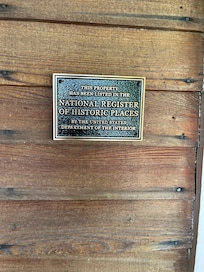 THIS PROPERTY
HAS BEEN LISTED IN THE
NATIONAL REGISTER
OF HISTORIC PLACES
BY THE UNITED STATES
DEPARTMENT OF THE INTERIOR